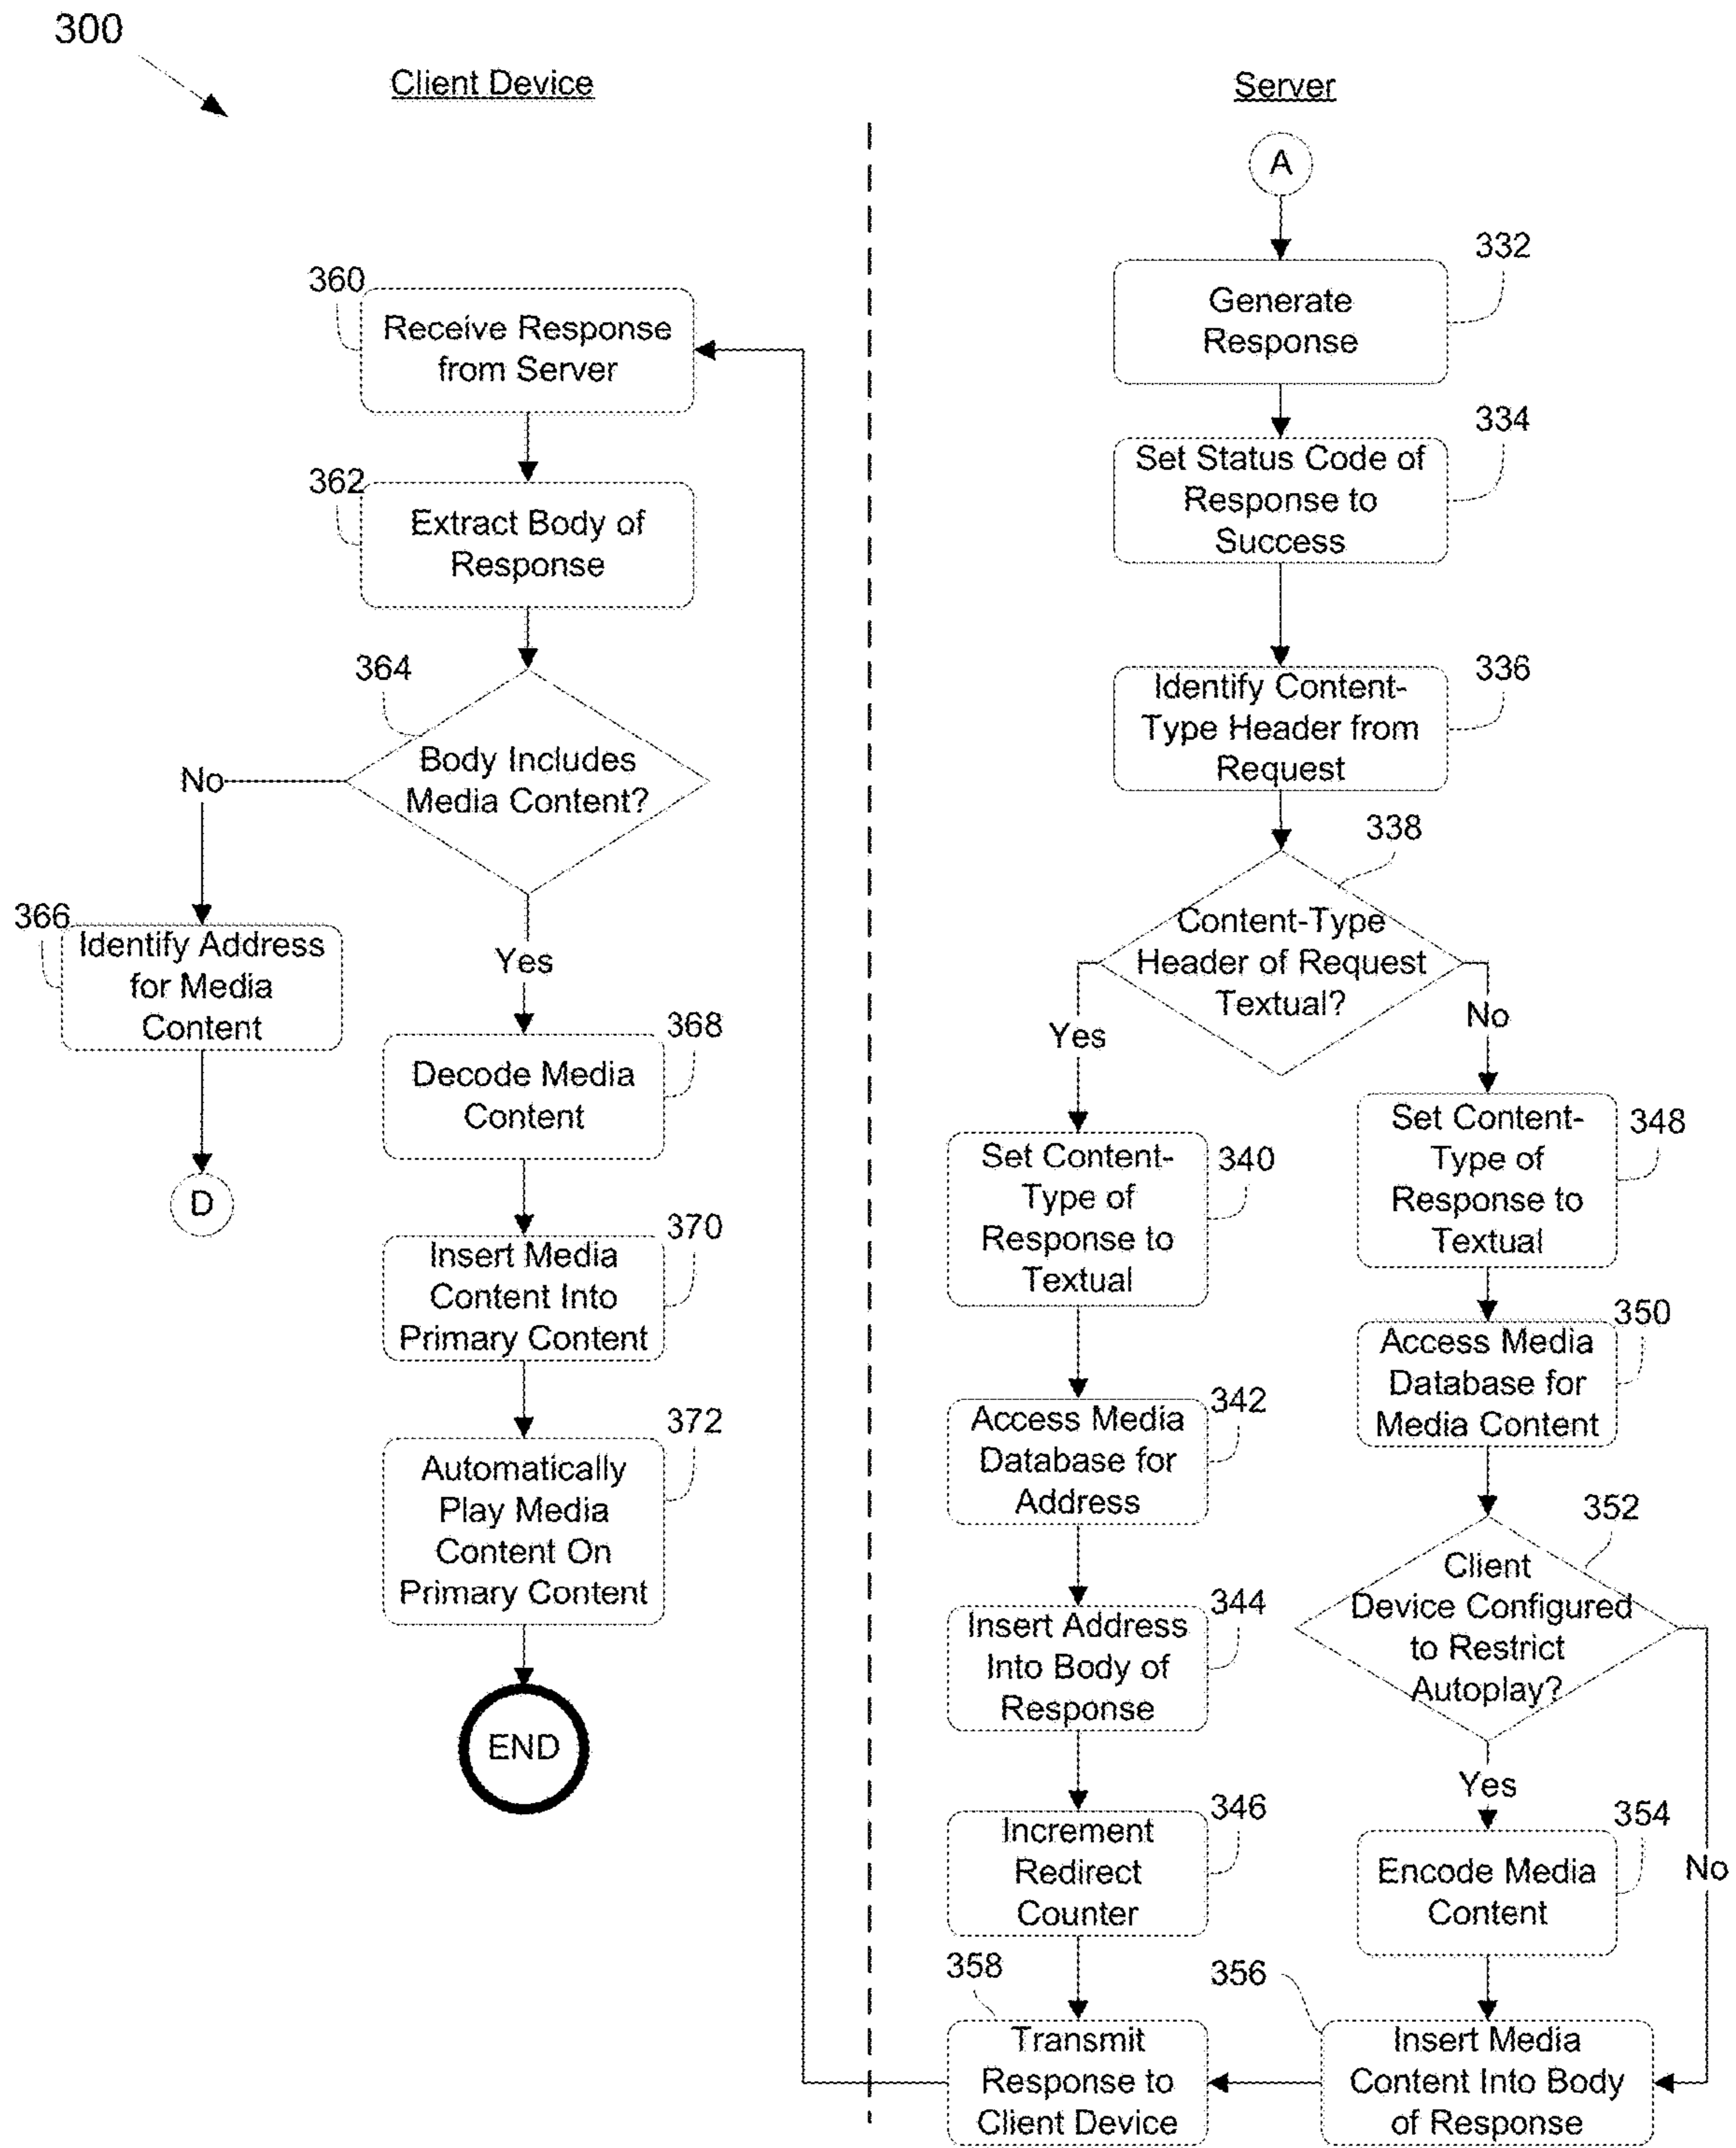 300
Client Device
Server
A
332
Generate
Response
334
Set Status Code of
Response to
Success
336
Identify Content-
Type Header from
Request
338
Content-Type
Header of Request
Textual?
Yes
No
340
Set Content-
Type of
Response to
Textual
342
Access Media
Database for
Address
344
Insert Address
Into Body of
Response
346
Increment
Redirect
Counter
348
Set Content-
Type of
Response to
Textual
350
Access Media
Database for
Media Content
352
Client
Device Configured
to Restrict
Autoplay?
Yes
No
354
Encode Media
Content
356
Insert Media
Content Into Body
of Response
358
Transmit
Response to
Client Device
360
Receive Response
from Server
362
Extract Body of
Response
364
Body Includes
Media Content?
No
Yes
366
Identify Address
for Media
Content
D
368
Decode Media
Content
370
Insert Media
Content Into
Primary Content
372
Automatically
Play Media
Content On
Primary Content
END